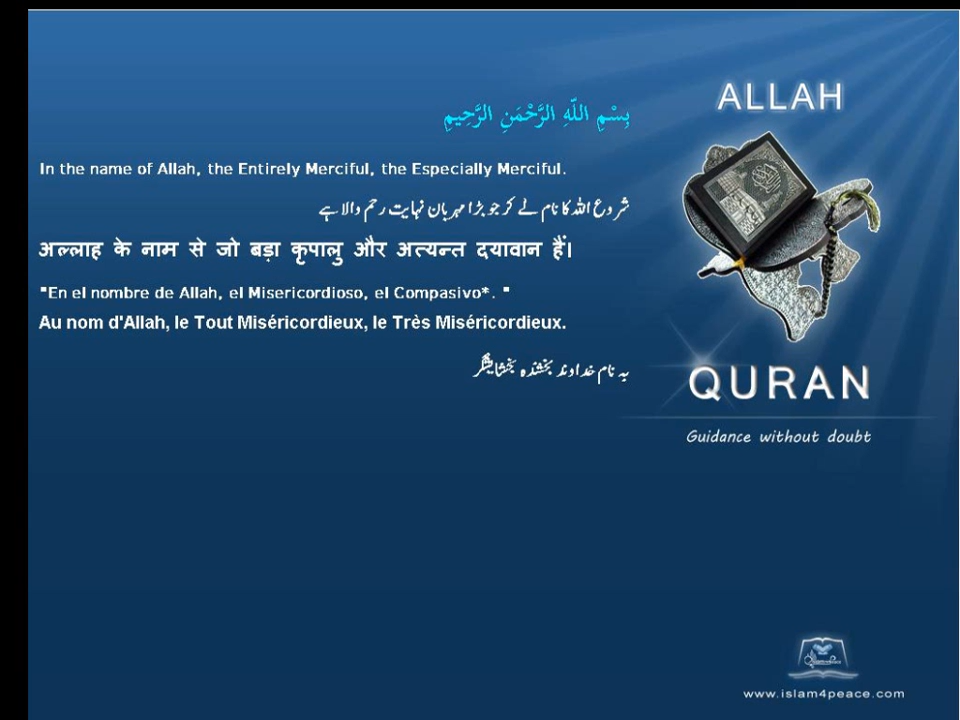 بِسْمِ اللّهِ الرَّحْمَنِ الرَّحِيمِ
In the name of Allah, the Entirely Merciful, the Especially Merciful.
شروع الله کا نام لے کر جو بڑا مہربان نہایت رحم والا ہے
अल्लाह के नाम से जो बड़ा कृपालु और अत्यन्त दयावान हैं।
"En el nombre de Allah, el Misericordioso, el Compasivo*. "
Au nom d'Allah, le Tout Miséricordieux, le Très Miséricordieux.
به نام خداوند بخشنده بخشایشگر
ALLAH
QURAN
Guidance without doubt
www.islam4peace.com